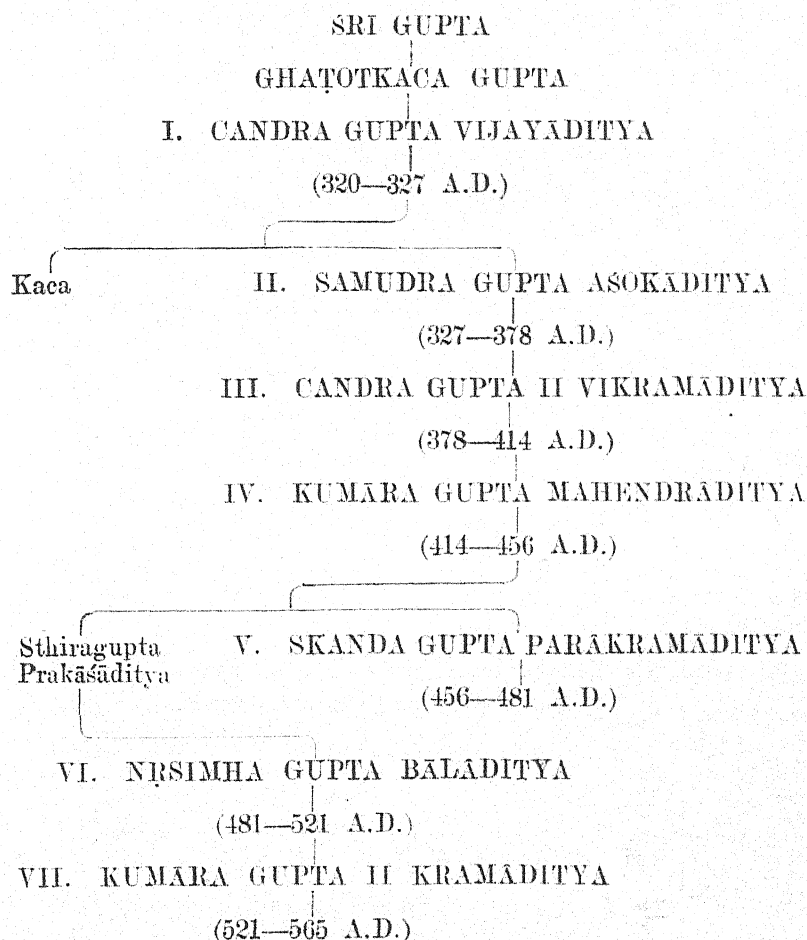 ŚRI GUPTA
GHAṬOTKACA GUPTA
I. CANDRA GUPTA VIJAYĀDITYA
(320—327 A.D.)
Kaca II. SAMUDRA GUPTA AŚOKĀDITYA
(327—378 A.D.)
III. CANDRA GUPTA II VIKRAMĀDITYA
(378—414 A.D.)
IV. KUMĀRA GUPTA MAHENDRĀDITYA
(414—456 A.D.)
Sthiragupta V. SKANDA GUPTA PARĀKRAMĀDITYA
Prakāśāditya
(456—481 A.D.)
VI. NṚSIMHA GUPTA BĀLĀDITYA
(481—521 A.D.)
VII. KUMĀRA GUPTA II KRAMĀDITYA
(521—565 A.D.)